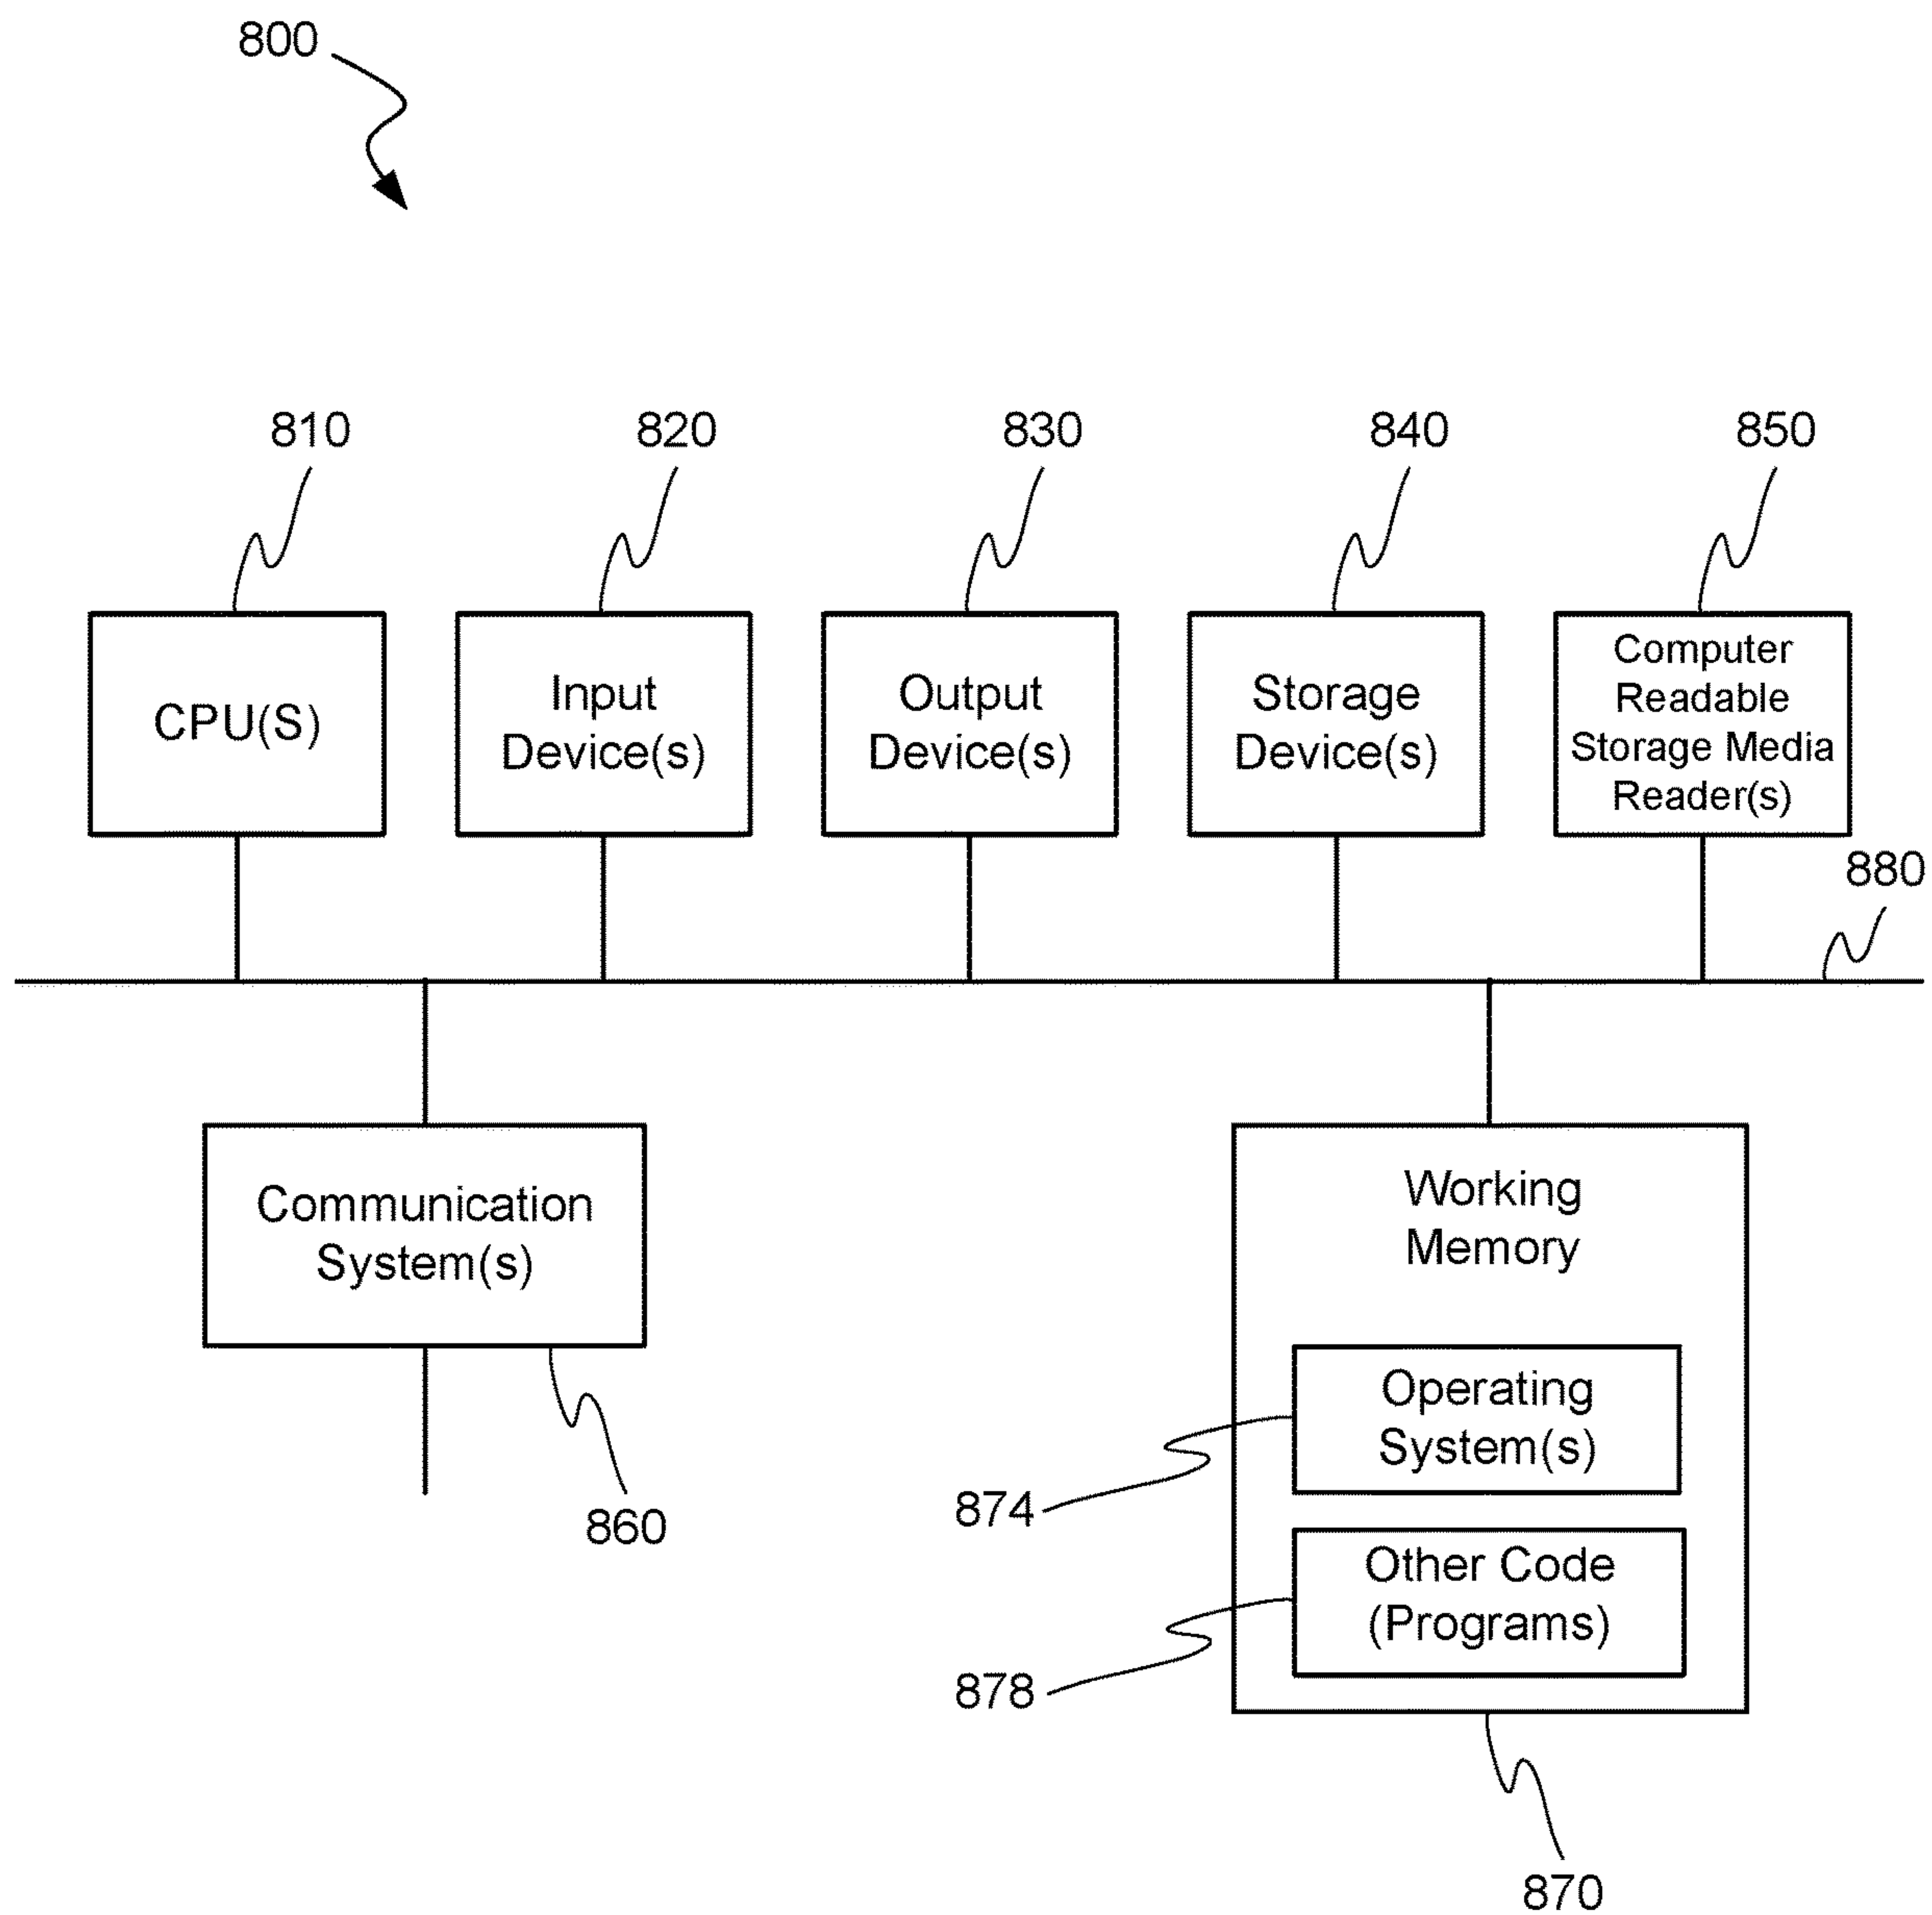 800
810
820
830
840
850
CPU(S)
Input
Device(s)
Output
Device(s)
Storage
Device(s)
Computer
Readable
Storage Media
Reader(s)
880
Communication
System(s)
860
Working
Memory
Operating
System(s)
874
Other Code
(Programs)
878
870